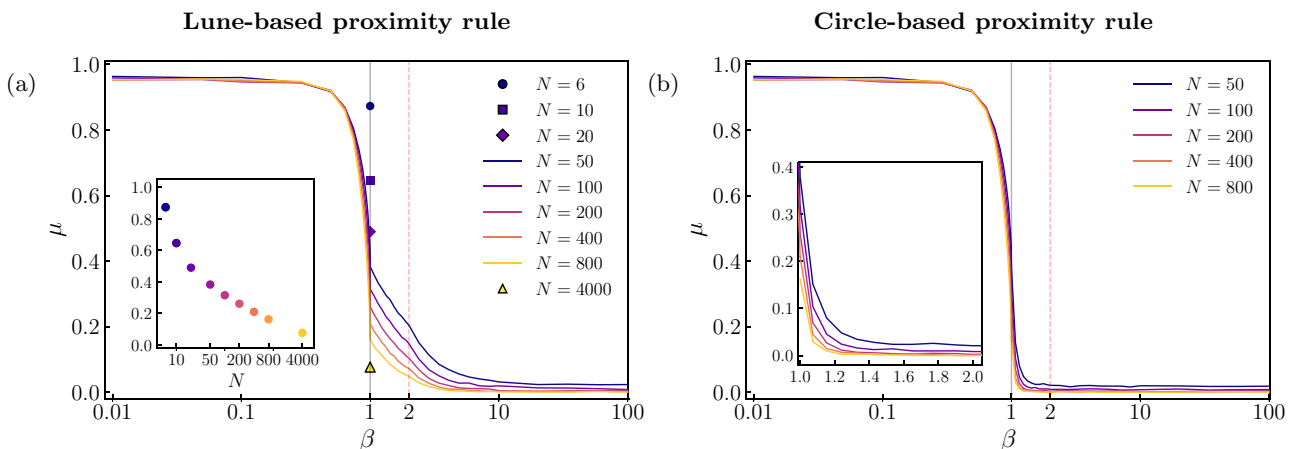 Lune-based proximity rule
Circle-based proximity rule
(a)
μ
1.0
0.8
0.6
0.4
0.2
0.0
0.01
0.1
1
2
10
100
β
N = 6
N = 10
N = 20
N = 50
N = 100
N = 200
N = 400
N = 800
N = 4000
1.0
0.8
0.6
0.4
0.2
0.0
10
50
200
800
4000
N
(b)
μ
1.0
0.8
0.6
0.4
0.2
0.0
0.01
0.1
1
2
10
100
β
N = 50
N = 100
N = 200
N = 400
N = 800
0.4
0.3
0.2
0.1
0.0
1.0
1.2
1.4
1.6
1.8
2.0